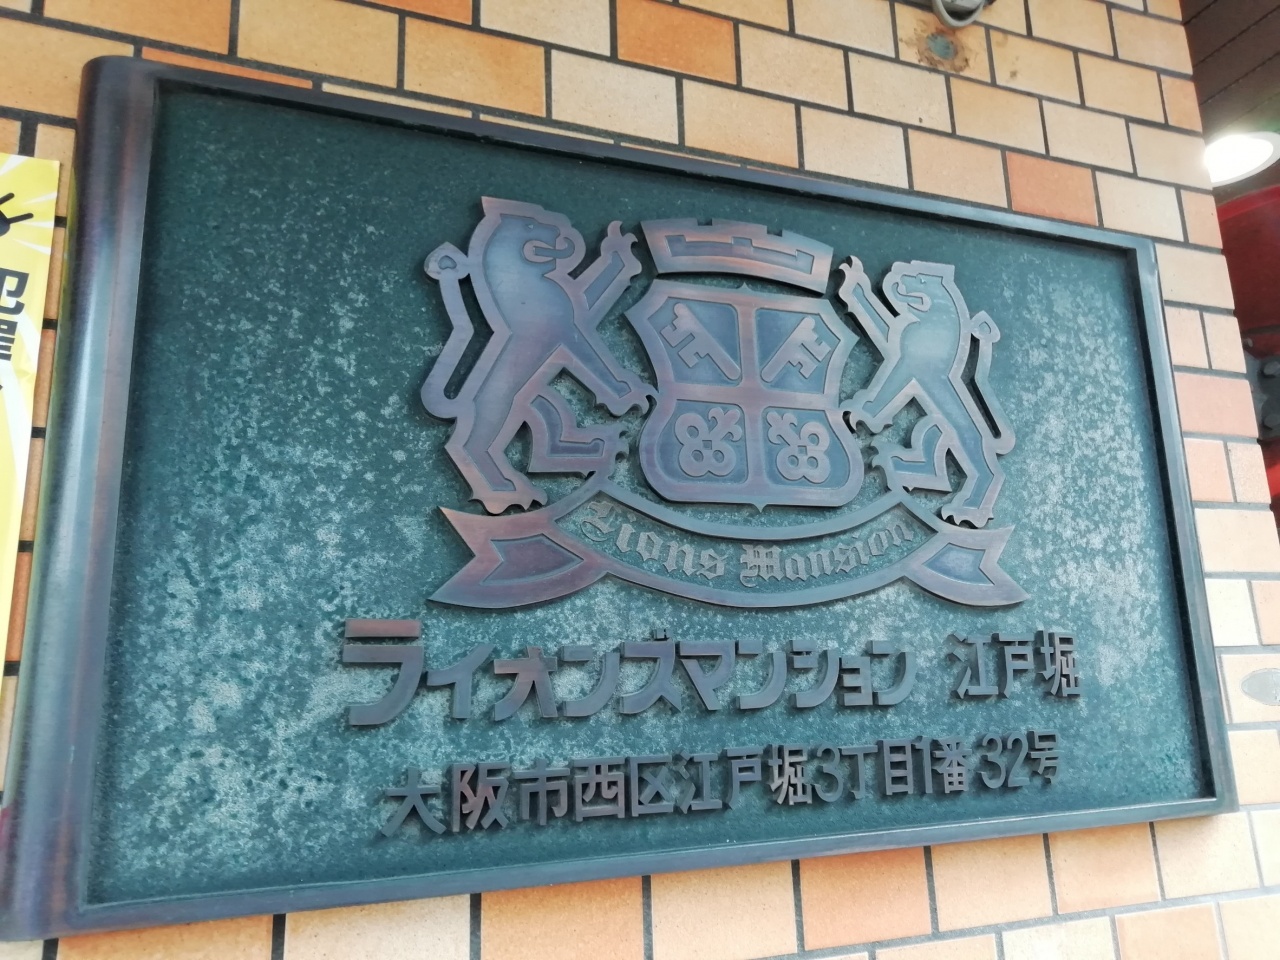 犯
Lions Mansion
ライオンズマンション 江戸堀
大阪市西区江戸堀3丁目1番32号